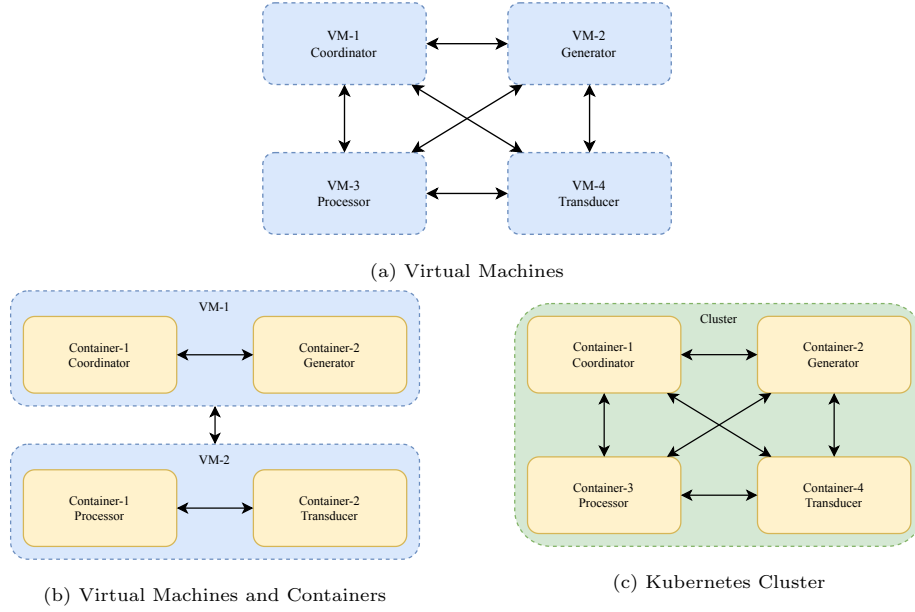 VM-1
Coordinator
VM-2
Generator
VM-3
Processor
VM-4
Transducer
(a) Virtual Machines
VM-1
Container-1
Coordinator
Container-2
Generator
VM-2
Container-1
Processor
Container-2
Transducer
(b) Virtual Machines and Containers
Cluster
Container-1
Coordinator
Container-2
Generator
Container-3
Processor
Container-4
Transducer
(c) Kubernetes Cluster